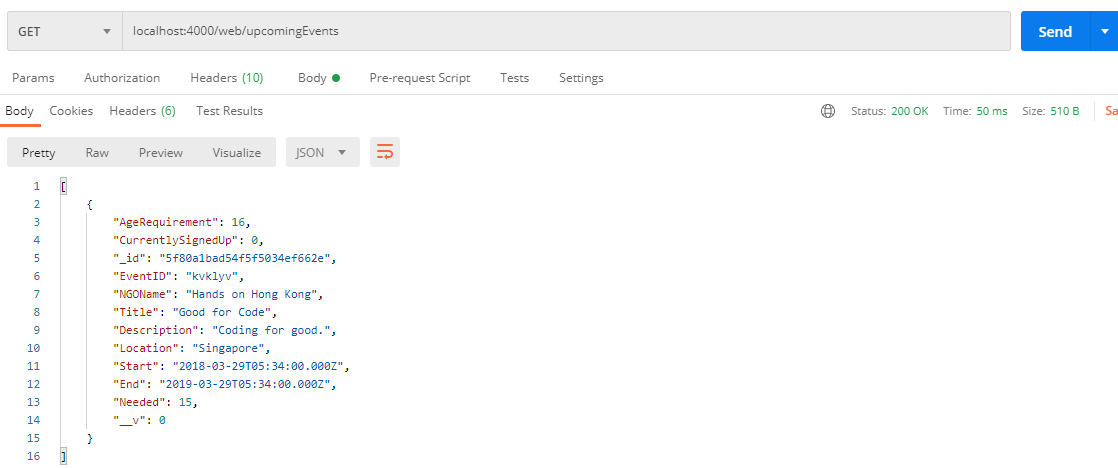 GET localhost:4000/web/upcomingEvents Send
Params Authorization Headers (10) Body Pre-request Script Tests Settings
Body Cookies Headers (6) Test Results Status: 200 OK Time: 50 ms Size: 510 B Sa
Pretty Raw Preview Visualize JSON
1 [
2 {
3 "AgeRequirement": 16,
4 "CurrentlySignedUp": 0,
5 "_id": "5f80a1bad54f5f5034ef662e",
6 "EventID": "kvklyv",
7 "NGOName": "Hands on Hong Kong",
8 "Title": "Good for Code",
9 "Description": "Coding for good.",
10 "Location": "Singapore",
11 "Start": "2018-03-29T05:34:00.000Z",
12 "End": "2019-03-29T05:34:00.000Z",
13 "Needed": 15,
14 "__v": 0
15 }
16 ]